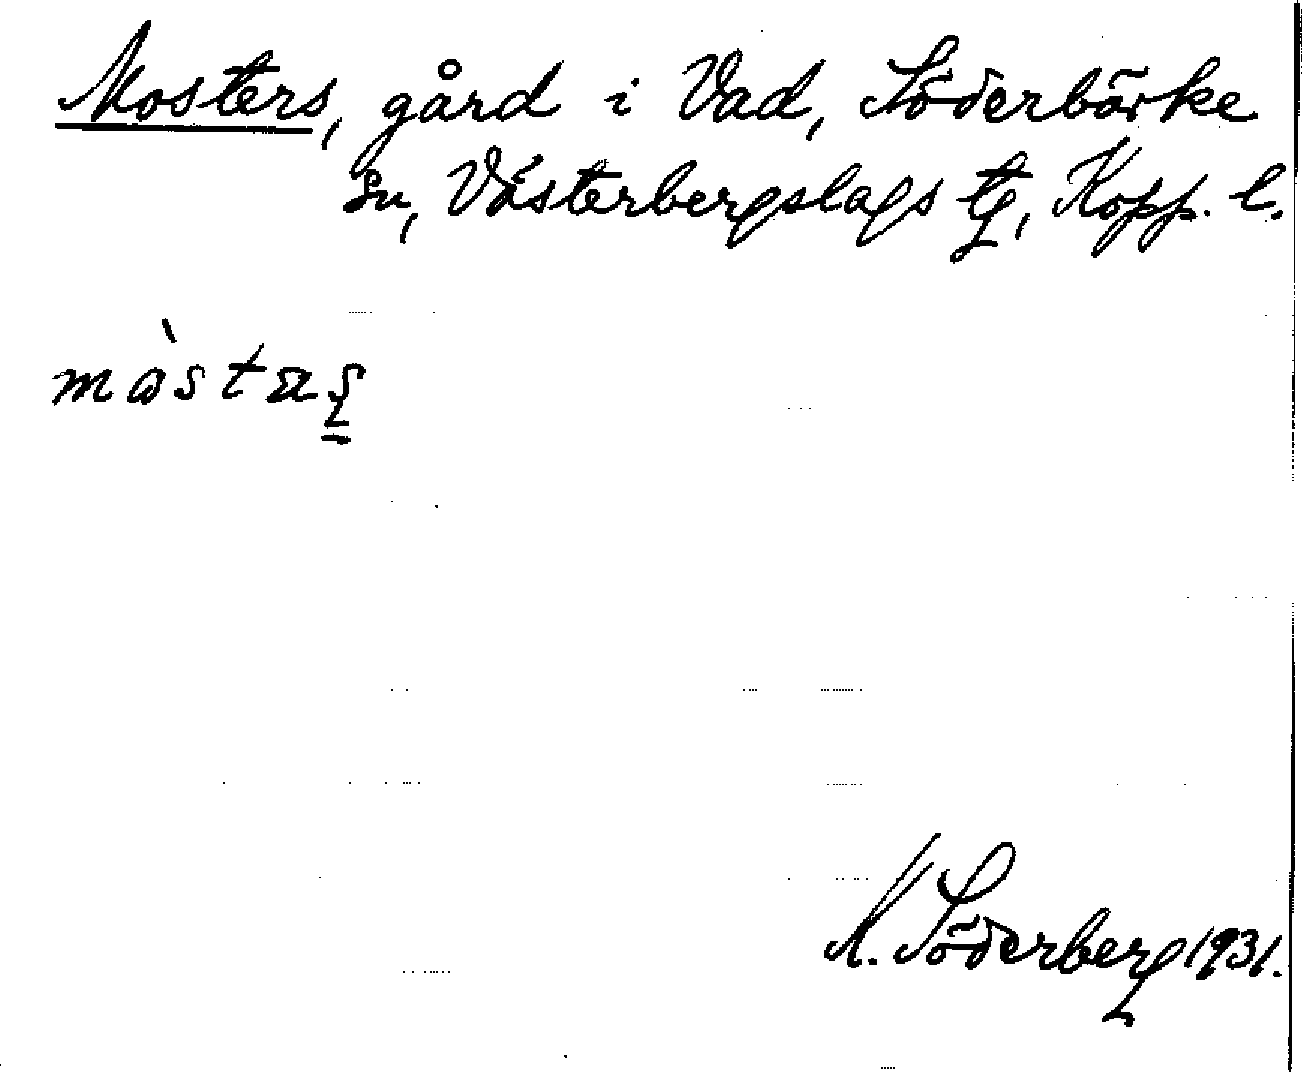 Mosters, gård i Vad, Söderbärke
sn, Västerbergslags tg, Kopp. l.
mòstaʂ
K. Söderberg 1931.